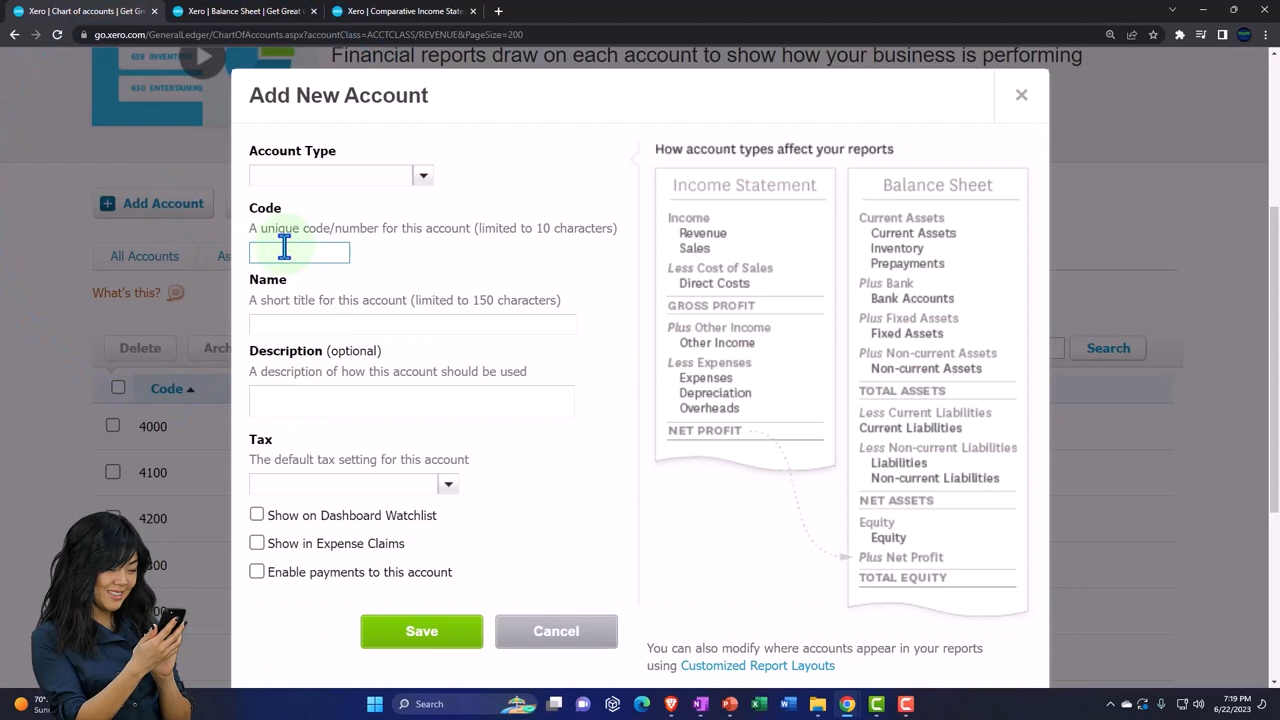 Xero | Chart of accounts | Get Gr
Xero | Balance Sheet | Get Great
Xero | Comparative Income State
go.xero.com/GeneralLedger/ChartOfAccounts.aspx?accountClass=ACCTCLASS/REVENUE&PageSize=200
Financial reports draw on each account to show how your business is performing
650 ENTERTAINME
Add New Account
Account Type
Code
A unique code/number for this account (limited to 10 characters)
Name
A short title for this account (limited to 150 characters)
Description (optional)
A description of how this account should be used
Tax
The default tax setting for this account
Show on Dashboard Watchlist
Show in Expense Claims
Enable payments to this account
Save
Cancel
How account types affect your reports
Income Statement
Income
Revenue
Sales
Less Cost of Sales
Direct Costs
GROSS PROFIT
Plus Other Income
Other Income
Less Expenses
Expenses
Depreciation
Overheads
NET PROFIT
Balance Sheet
Current Assets
Current Assets
Inventory
Prepayments
Plus Bank
Bank Accounts
Plus Fixed Assets
Fixed Assets
Plus Non-current Assets
Non-current Assets
TOTAL ASSETS
Less Current Liabilities
Current Liabilities
Less Non-current Liabilities
Liabilities
Non-current Liabilities
NET ASSETS
Equity
Equity
Plus Net Profit
TOTAL EQUITY
You can also modify where accounts appear in your reports
using Customized Report Layouts
Add Account
All Accounts
As
What's this?
Delete
Arch
Search
Code
4000
4100
4200
70°
Search
7:19 PM
6/22/2023